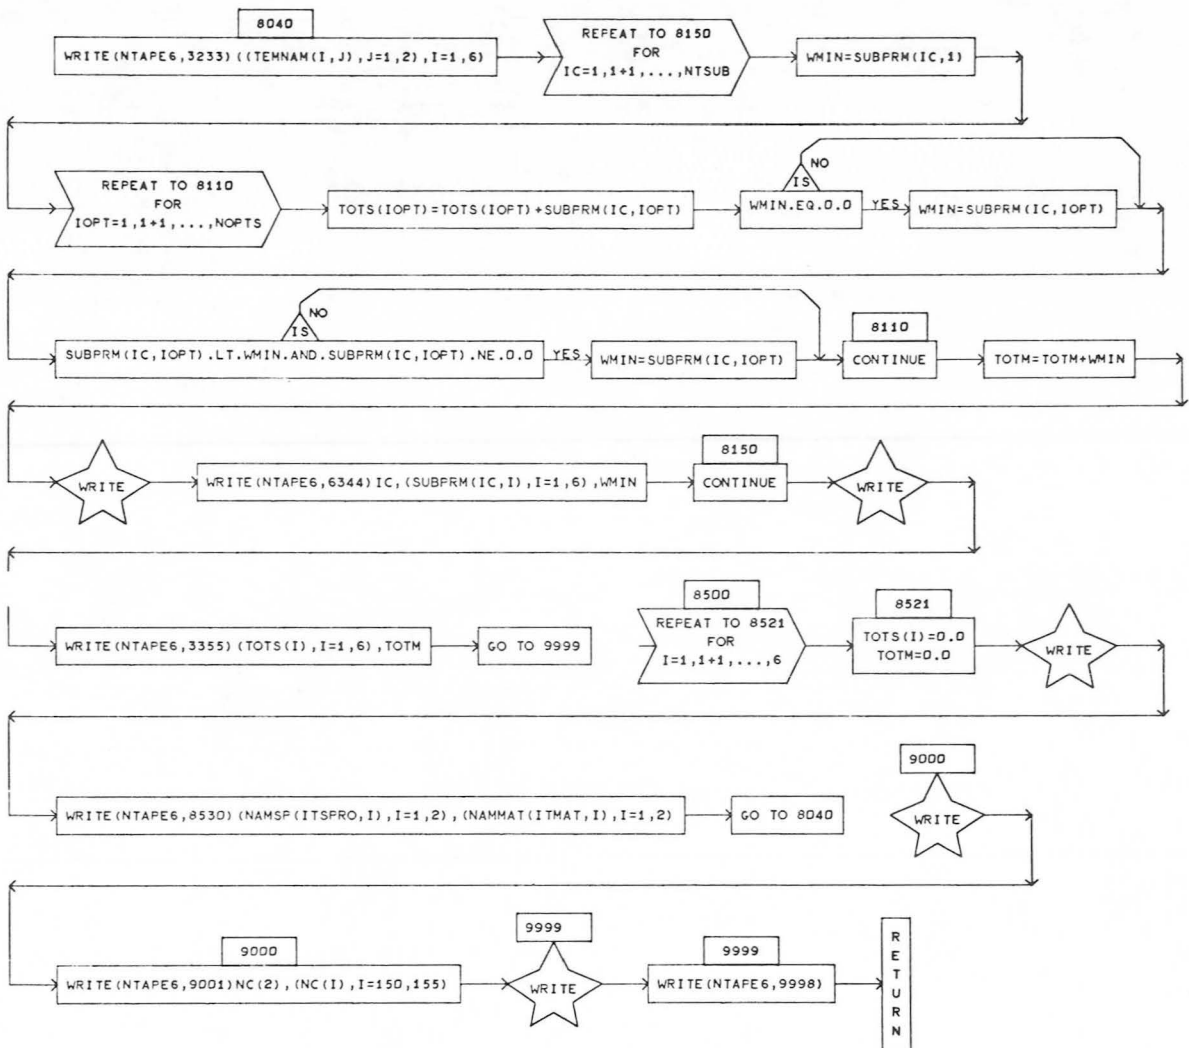 8040
WRITE(NTAPE6,3233)((TEMNAM(I,J),J=1,2),I=1,6)
REPEAT TO 8150
FOR
IC=1,1+1,...,NTSUB
WMIN=SUBPRM(IC,1)
REPEAT TO 8110
FOR
IOPT=1,1+1,...,NOPTS
TOTS(IOPT)=TOTS(IOPT)+SUBPRM(IC,IOPT)
NO
IS
WMIN.EQ.0.0
YES
WMIN=SUBPRM(IC,IOPT)
NO
IS
SUBPRM(IC,IOPT).LT.WMIN.AND.SUBPRM(IC,IOPT).NE.0.0
YES
WMIN=SUBPRM(IC,IOPT)
8110
CONTINUE
TOTM=TOTM+WMIN
WRITE
WRITE(NTAPE6,6344)IC,(SUBPRM(IC,I),I=1,6),WMIN
8150
CONTINUE
WRITE
WRITE(NTAPE6,3355)(TOTS(I),I=1,6),TOTM
GO TO 9999
8500
REPEAT TO 8521
FOR
I=1,1+1,...,6
8521
TOTS(I)=0.0
TOTM=0.0
WRITE
WRITE(NTAPE6,8530)(NAMSP(ITSPRO,I),I=1,2),(NAMMAT(ITMAT,I),I=1,2)
GO TO 8040
9000
WRITE
9000
WRITE(NTAPE6,9001)NC(2),(NC(I),I=150,155)
9999
WRITE
9999
WRITE(NTAPE6,9998)
RETURN